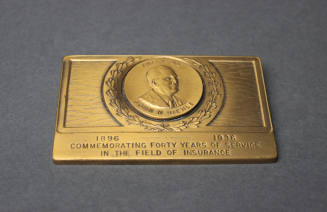 1896 1936
COMMEMORATING FORTY YEARS OF SERVICE
IN THE FIELD OF INSURANCE